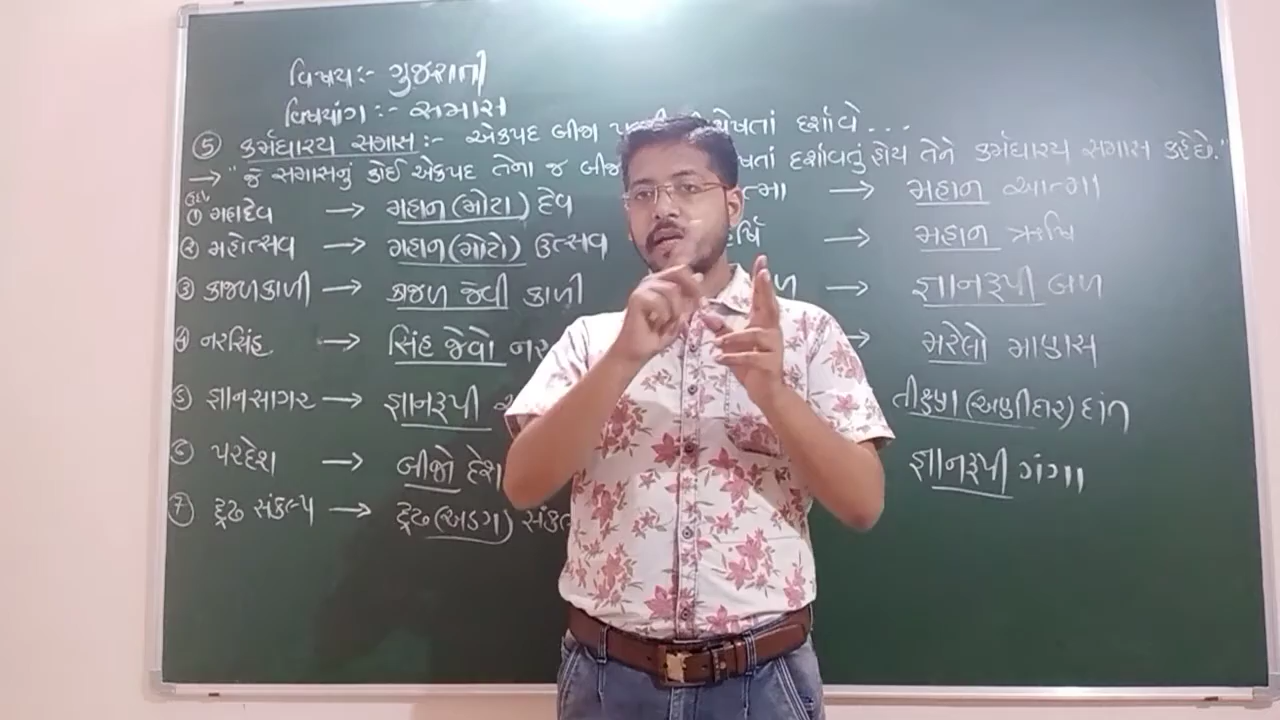 વિષય:- ગુજરાતી
વિષયાંગ:- સમાસ
⑤ કર્મધારય સમાસ:- એકપદ બીજા દર્શાવે...
→ "જે સમાસનું કોઈ એકપદ તેના જ દર્શાવતું હોય તેને કર્મધારય સમાસ કહે છે."
① મહાદેવ → મહાન(મોટા) દેવ → મહાન આત્મા
② મહોત્સવ → મહાન(મોટો) ઉત્સવ → મહાન ઋષિ
③ કાજળકાળી → કાજળ જેવી કાળી → જ્ઞાનરૂપી બળ
④ નરસિંહ → સિંહ જેવો નર → મરેલો માણસ
⑤ જ્ઞાનસાગર → જ્ઞાનરૂપી તીક્ષ્ણ(અણીદાર) દાંત
⑥ પરદેશ → બીજો દેશ જ્ઞાનરૂપી ગંગા
⑦ દ્રઢ સંકલ્પ → દ્રઢ(અડગ)